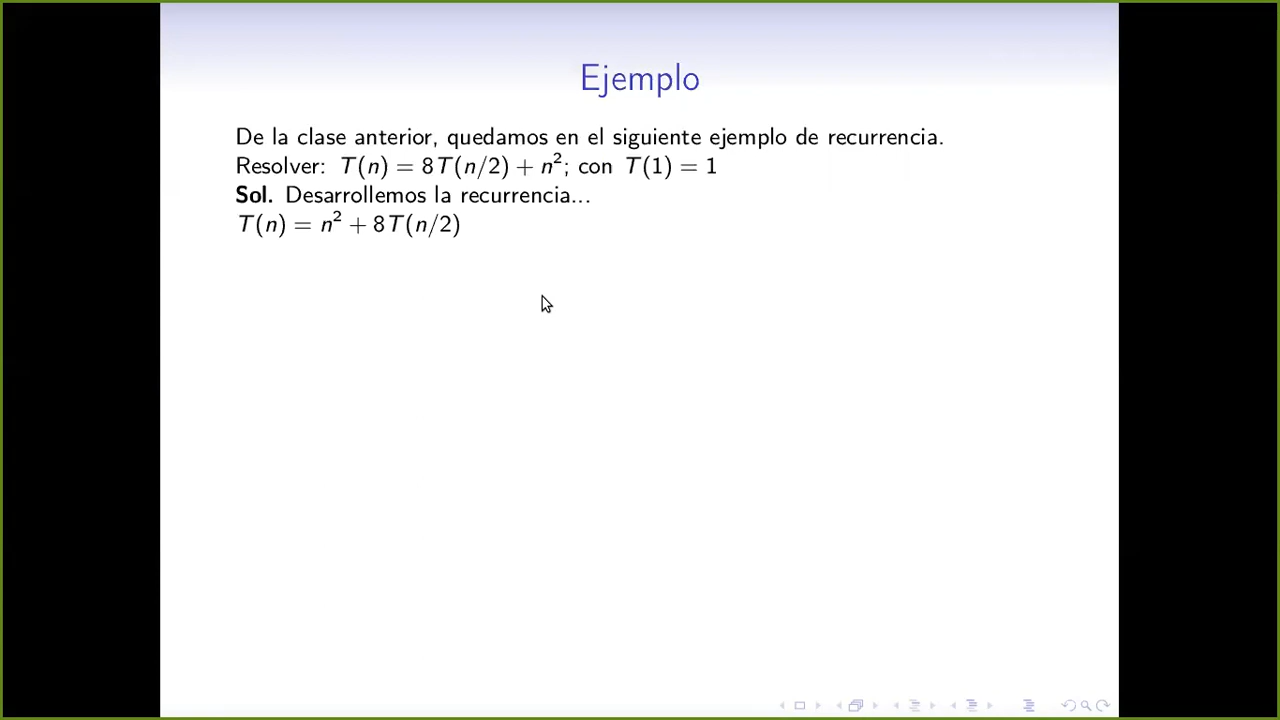 Ejemplo
De la clase anterior, quedamos en el siguiente ejemplo de recurrencia.
Resolver: T(n) = 8T(n/2) + n²; con T(1) = 1
Sol. Desarrollemos la recurrencia...
T(n) = n² + 8T(n/2)